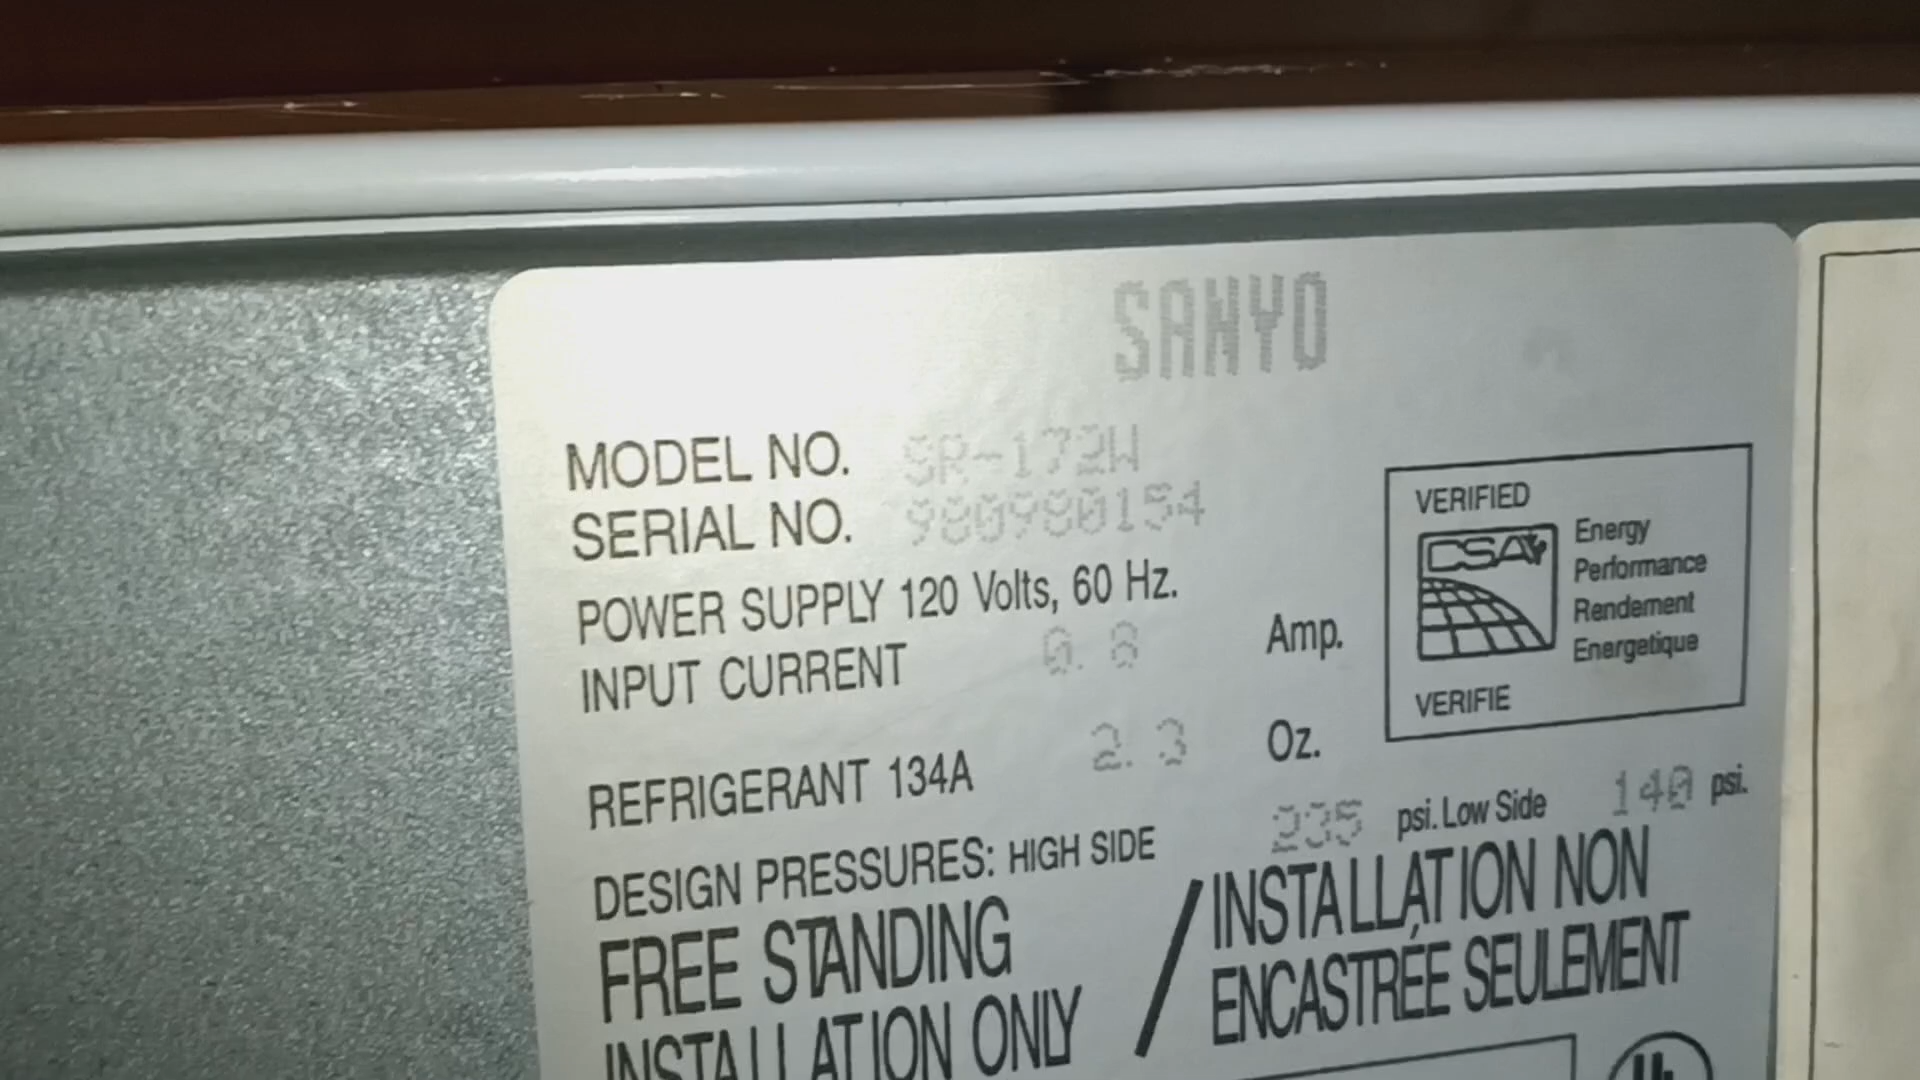 SANYO
MODEL NO. SR-172W
SERIAL NO. 980980154
POWER SUPPLY 120 Volts, 60 Hz.
INPUT CURRENT 0.8 Amp.
REFRIGERANT 134A 2.3 Oz.
DESIGN PRESSURES: HIGH SIDE 235 psi. Low Side 140 psi.
FREE STANDING
INSTALLATION ONLY
/
INSTALLATION NON
ENCASTRÉE SEULEMENT
VERIFIED
CSA
Energy
Performance
Rendement
Energetique
VERIFIE
UL